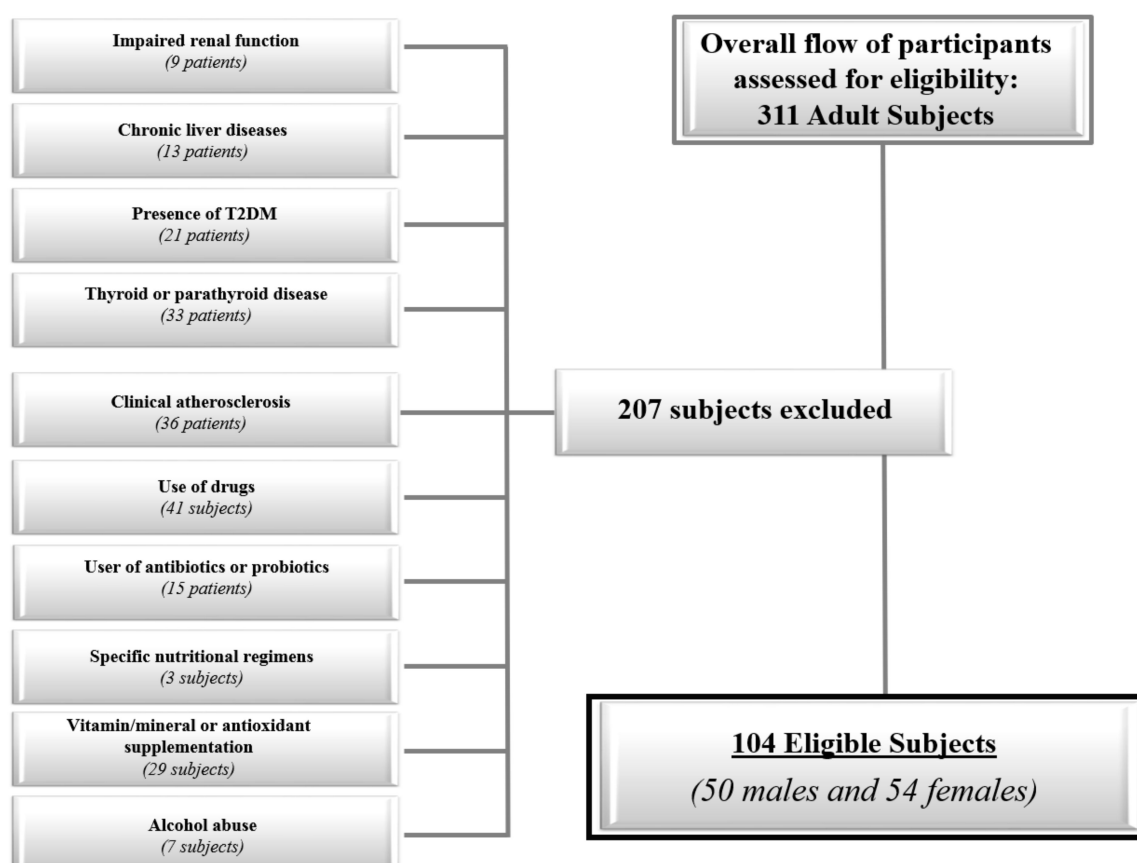 Impaired renal function
(9 patients)
Chronic liver diseases
(13 patients)
Presence of T2DM
(21 patients)
Thyroid or parathyroid disease
(33 patients)
Clinical atherosclerosis
(36 patients)
Use of drugs
(41 subjects)
User of antibiotics or probiotics
(15 patients)
Specific nutritional regimens
(3 subjects)
Vitamin/mineral or antioxidant
supplementation
(29 subjects)
Alcohol abuse
(7 subjects)
Overall flow of participants
assessed for eligibility:
311 Adult Subjects
207 subjects excluded
104 Eligible Subjects
(50 males and 54 females)